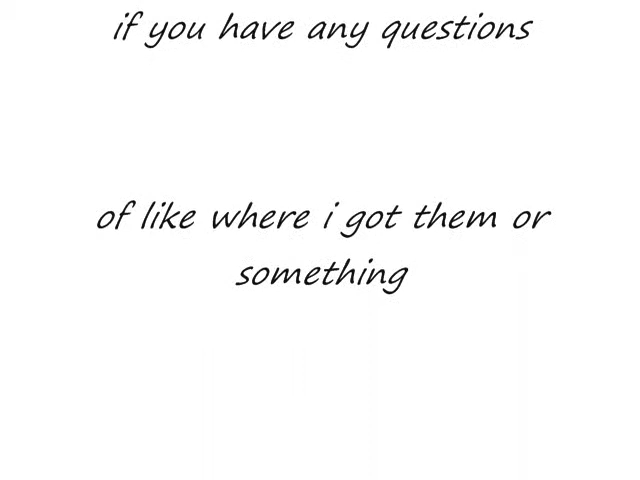 if you have any questions
of like where i got them or
something